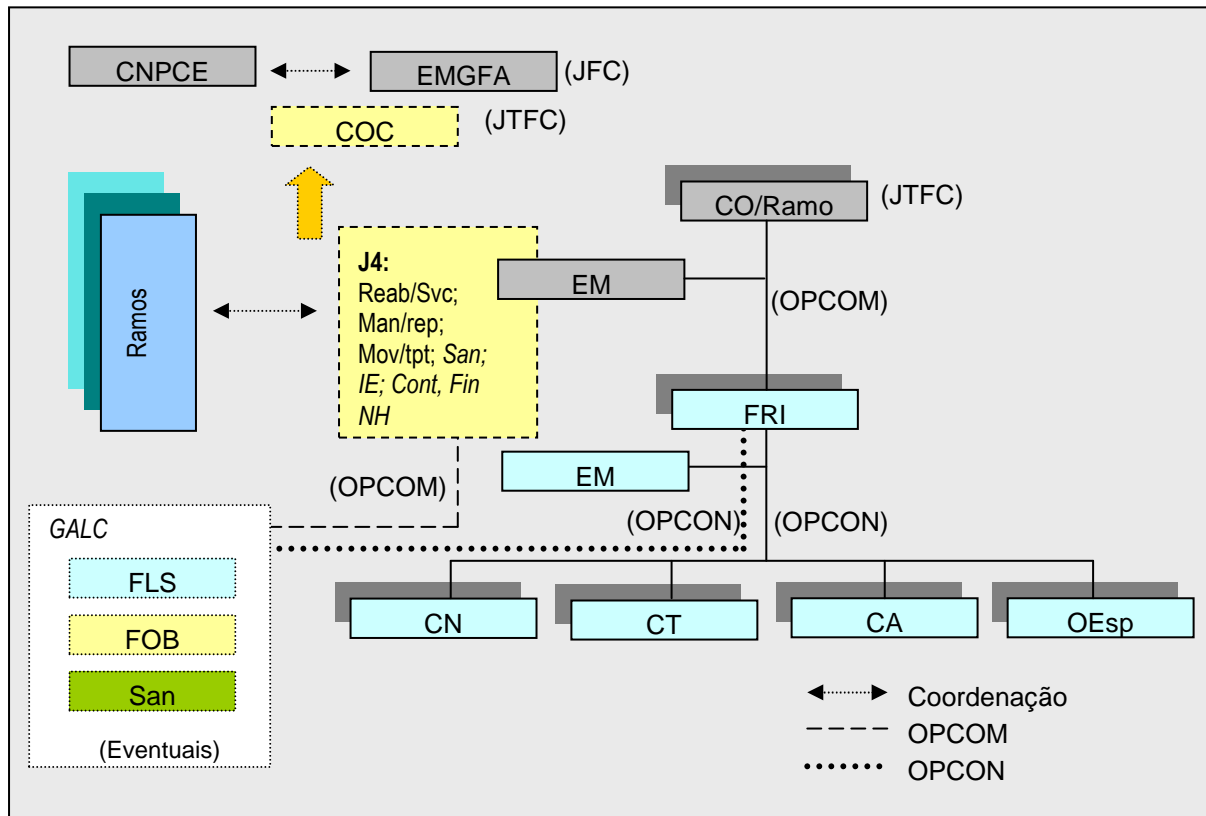 CNPCE
EMGFA
(JFC)
COC
(JTFC)
CO/Ramo
(JTFC)
Ramos
J4:
Reab/Svc;
Man/rep;
Mov/tpt; San;
IE; Cont, Fin
NH
EM
(OPCOM)
FRI
EM
(OPCOM)
(OPCON)
(OPCON)
GALC
FLS
FOB
San
(Eventuais)
CN
CT
CA
OEsp
Coordenação
OPCOM
OPCON